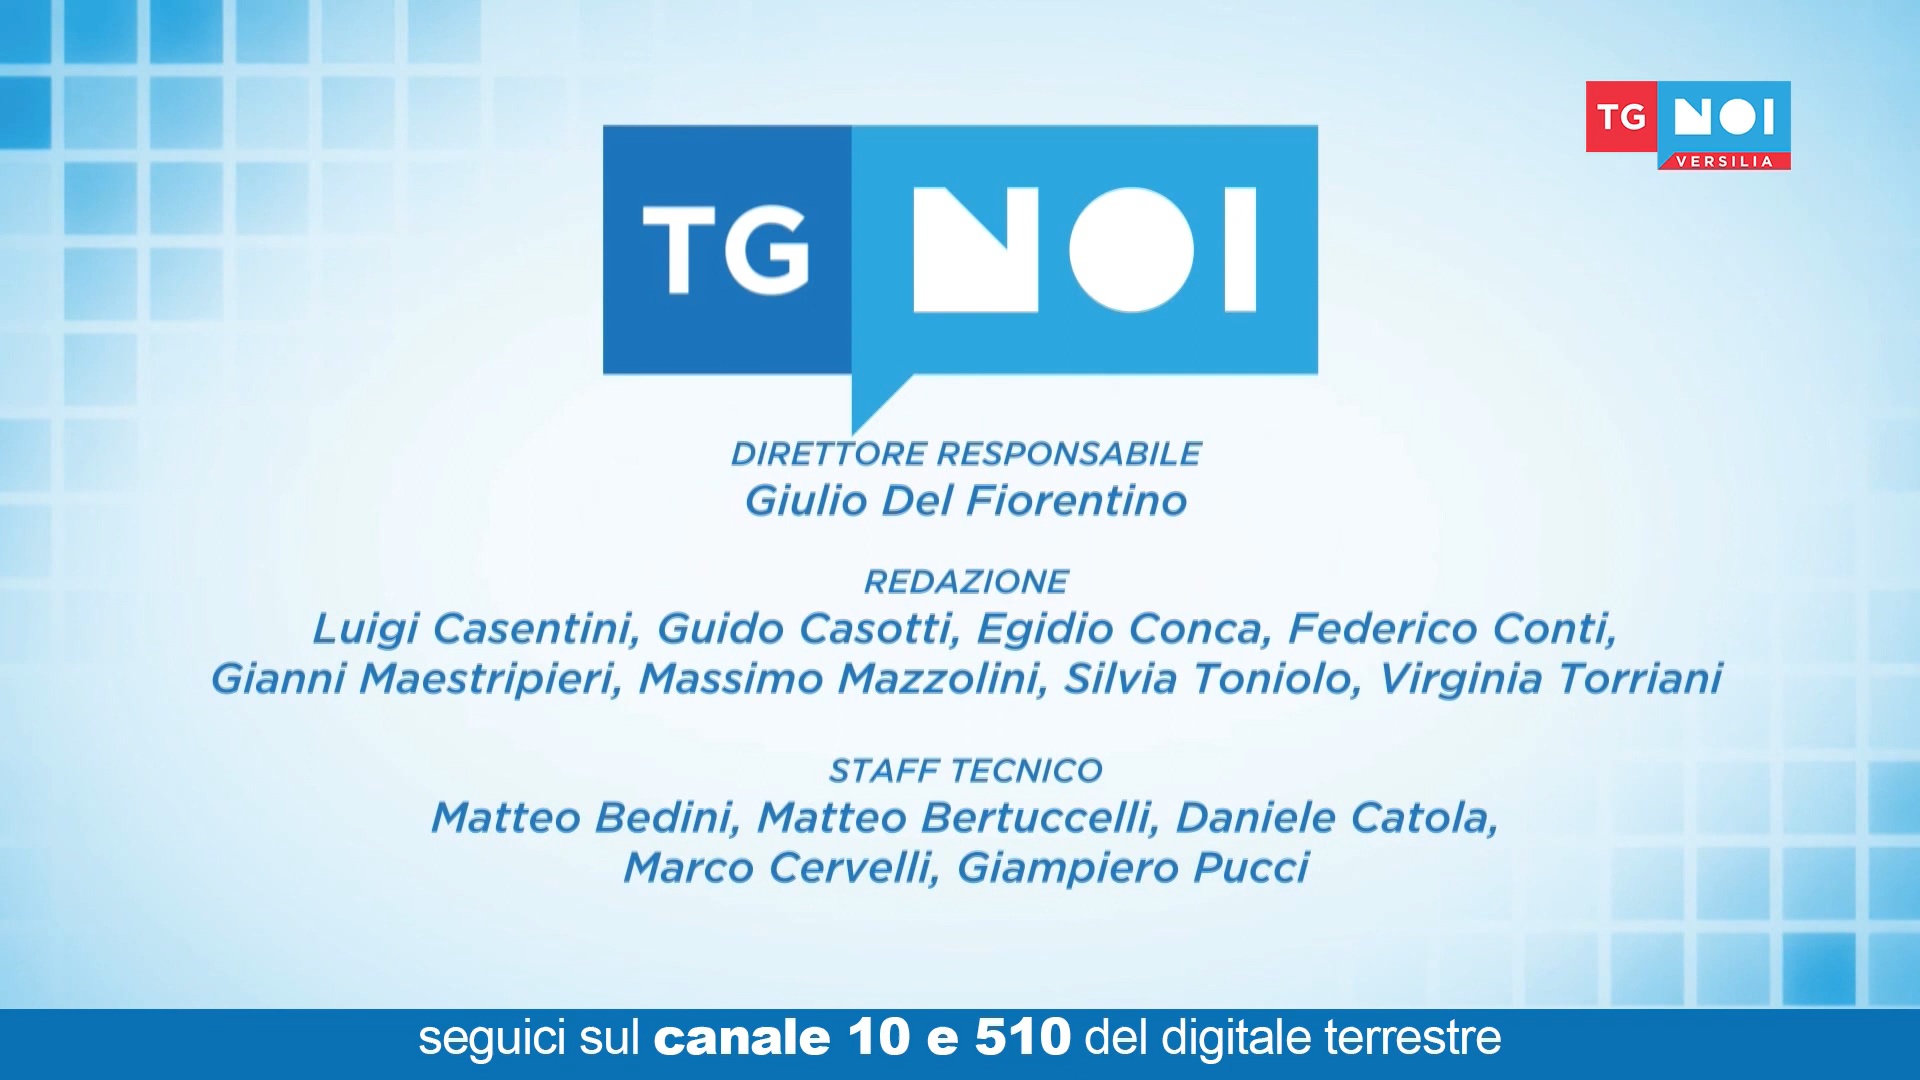 TG NOI
VERSILIA
TG NOI
DIRETTORE RESPONSABILE
Giulio Del Fiorentino
REDAZIONE
Luigi Casentini, Guido Casotti, Egidio Conca, Federico Conti,
Gianni Maestripieri, Massimo Mazzolini, Silvia Toniolo, Virginia Torriani
STAFF TECNICO
Matteo Bedini, Matteo Bertuccelli, Daniele Catola,
Marco Cervelli, Giampiero Pucci
seguici sul canale 10 e 510 del digitale terrestre